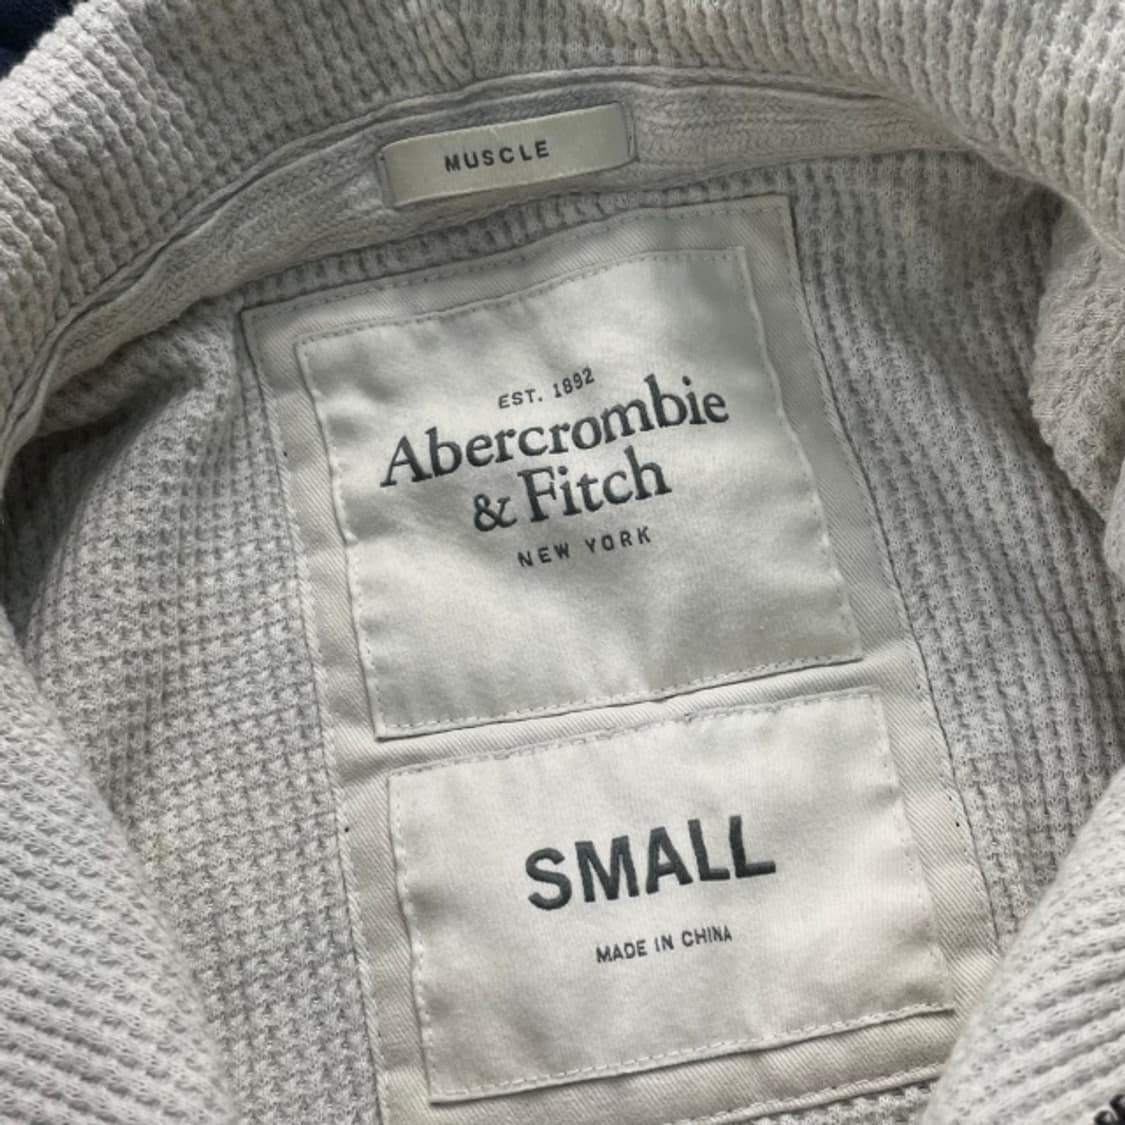 MUSCLE
EST. 1892
Abercrombie
& Fitch
NEW YORK
SMALL
MADE IN CHINA